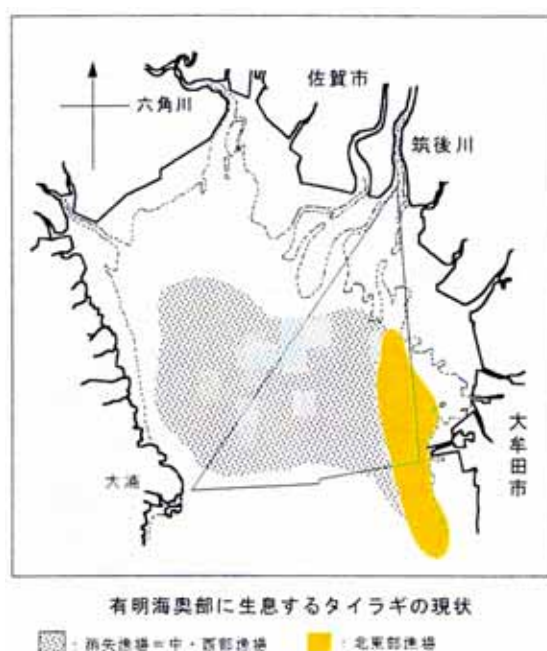 佐賀市
六角川
筑後川
大牟田市
大浦
有明海奥部に生息するタイラギの現状
:消失漁場=中・西部漁場
:北東部漁場